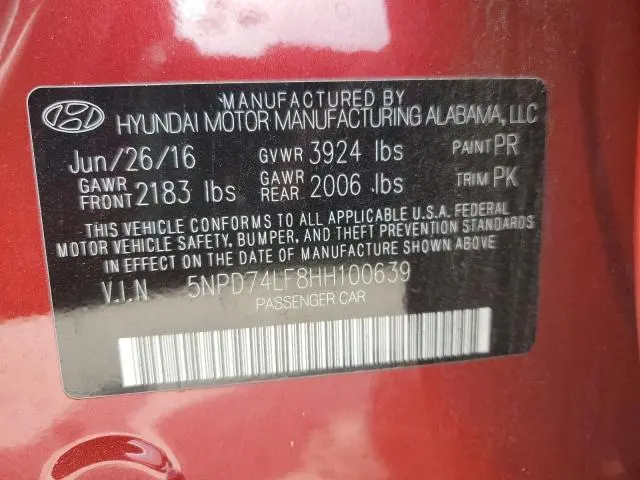 MANUFACTURED BY
HYUNDAI MOTOR MANUFACTURING ALABAMA, LLC
Jun/26/16 GVWR 3924 lbs PAINT PR
GAWR FRONT 2183 lbs GAWR REAR 2006 lbs TRIM PK
THIS VEHICLE CONFORMS TO ALL APPLICABLE U.S.A. FEDERAL
MOTOR VEHICLE SAFETY, BUMPER, AND THEFT PREVENTION STANDARDS
IN EFFECT ON THE DATE OF MANUFACTURE SHOWN ABOVE.
V.I.N 5NPD74LF8HH100639
PASSENGER CAR